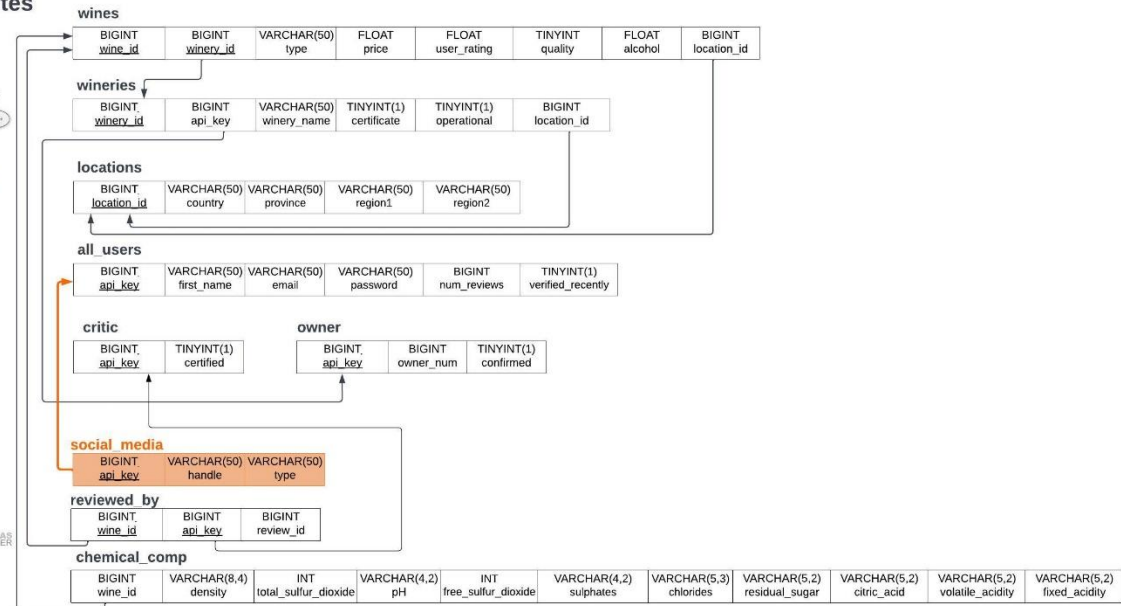 tes
wines
BIGINT BIGINT VARCHAR(50) FLOAT FLOAT TINYINT FLOAT BIGINT
wine_id winery_id type price user_rating quality alcohol location_id
wineries
BIGINT BIGINT VARCHAR(50) TINYINT(1) TINYINT(1) BIGINT
winery_id api_key winery_name certificate operational location_id
locations
BIGINT VARCHAR(50) VARCHAR(50) VARCHAR(50) VARCHAR(50)
location_id country province region1 region2
all_users
BIGINT VARCHAR(50) VARCHAR(50) VARCHAR(50) BIGINT TINYINT(1)
api_key first_name email password num_reviews verified_recently
critic owner
BIGINT TINYINT(1) BIGINT BIGINT TINYINT(1)
api_key certified api_key owner_num confirmed
social_media
BIGINT VARCHAR(50) VARCHAR(50)
api_key handle type
reviewed_by
BIGINT BIGINT BIGINT
wine_id api_key review_id
AS
ER
chemical_comp
BIGINT VARCHAR(8,4) INT VARCHAR(4,2) INT VARCHAR(4,2) VARCHAR(5,3) VARCHAR(5,2) VARCHAR(5,2) VARCHAR(5,2) VARCHAR(5,2)
wine_id density total_sulfur_dioxide pH free_sulfur_dioxide sulphates chlorides residual_sugar citric_acid volatile_acidity fixed_acidity